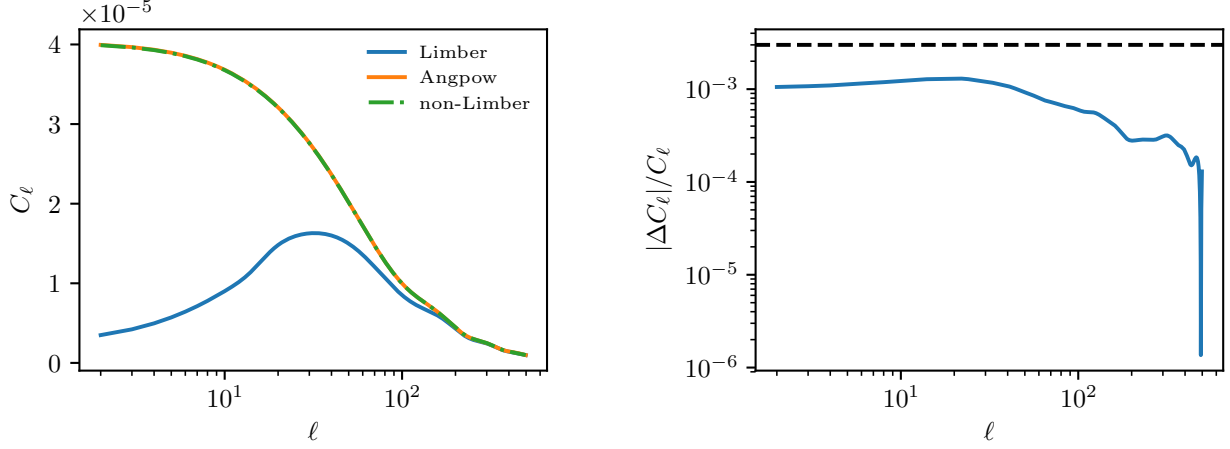 ×10⁻⁵
4
3
2
1
0
C_ℓ
10¹
10²
ℓ
Limber
Angpow
non-Limber
10⁻³
10⁻⁴
10⁻⁵
10⁻⁶
|ΔC_ℓ|/C_ℓ
10¹
10²
ℓ